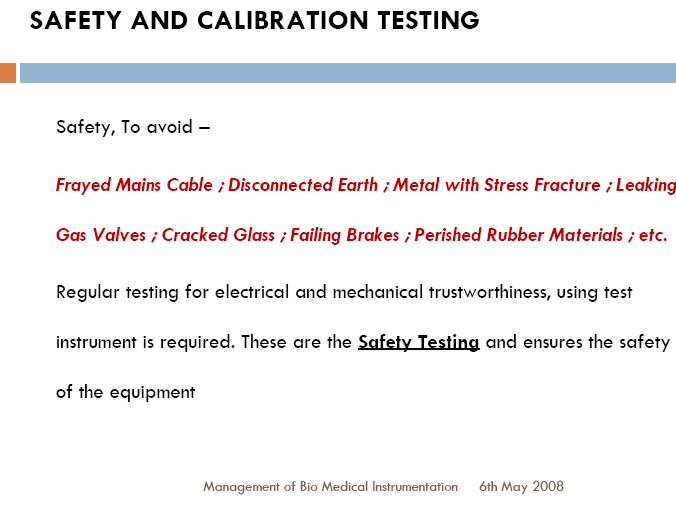 SAFETY AND CALIBRATION TESTING
Safety, To avoid –
Frayed Mains Cable ; Disconnected Earth ; Metal with Stress Fracture ; Leaking
Gas Valves ; Cracked Glass ; Failing Brakes ; Perished Rubber Materials ; etc.
Regular testing for electrical and mechanical trustworthiness, using test
instrument is required. These are the Safety Testing and ensures the safety
of the equipment
Management of Bio Medical Instrumentation 6th May 2008